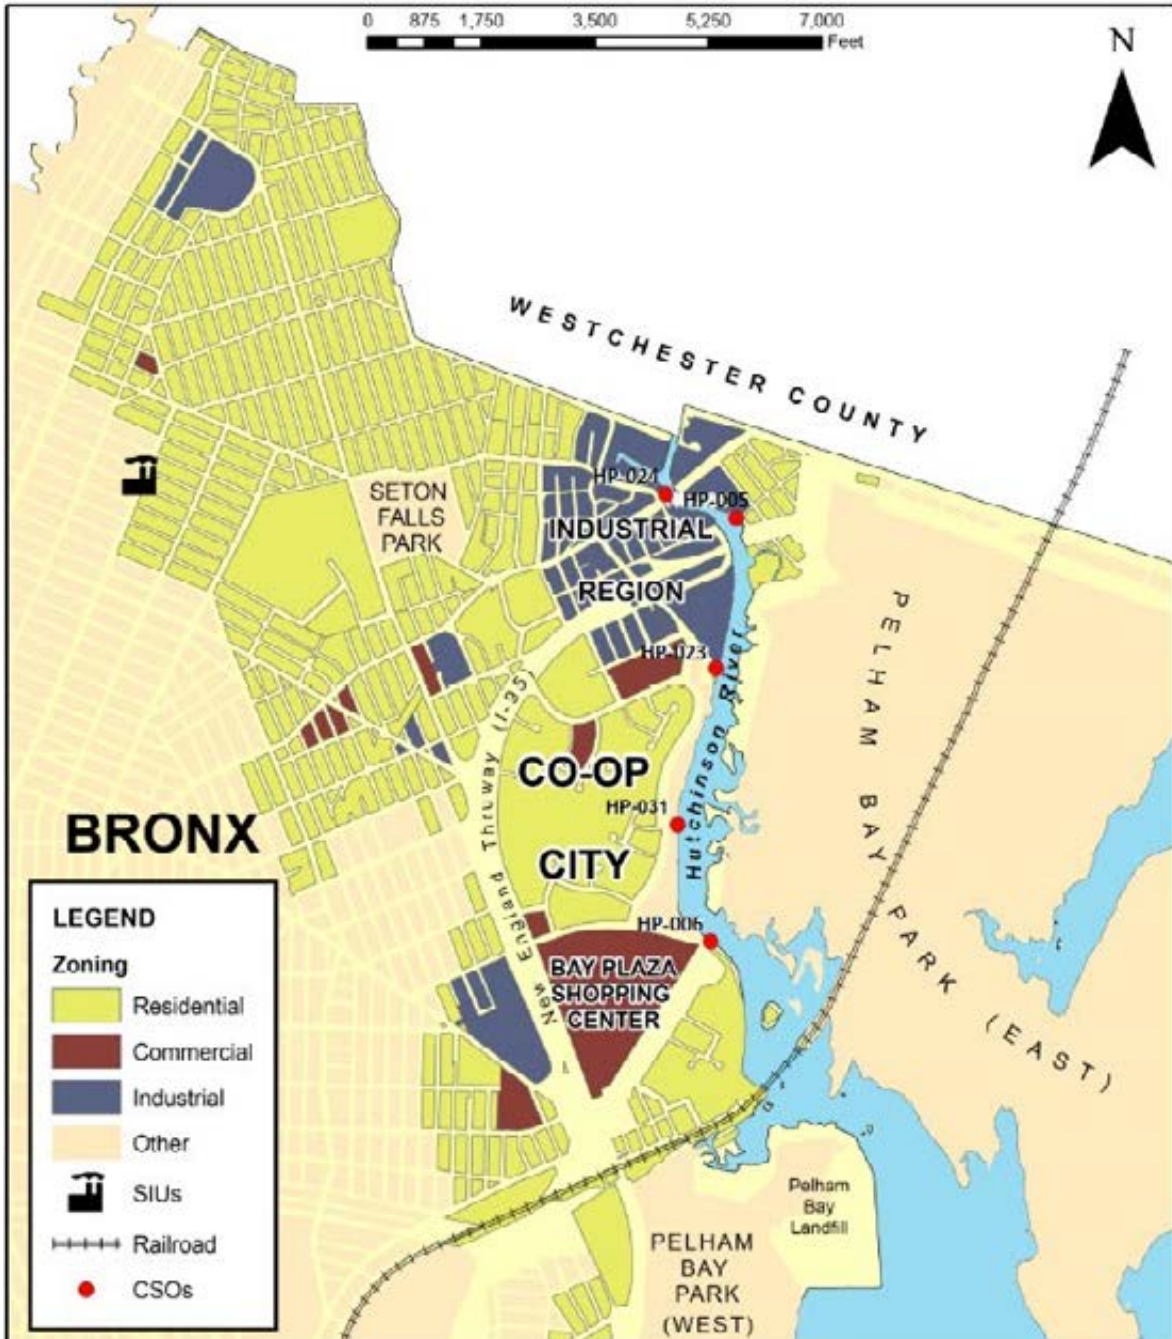 0 875 1,750 3,500 5,250 7,000
Feet
N
WESTCHESTER COUNTY
HP-024
HP-005
SETON
FALLS
PARK
INDUSTRIAL
REGION
HP-023
Hutchinson River
PELHAM BAY PARK (EAST)
New England Thruway (I-95)
CO-OP
CITY
HP-031
BRONX
HP-006
BAY PLAZA
SHOPPING
CENTER
LEGEND
Zoning
Residential
Commercial
Industrial
Other
SIUs
Railroad
CSOs
Pelham
Bay
Landfill
PELHAM
BAY
PARK
(WEST)